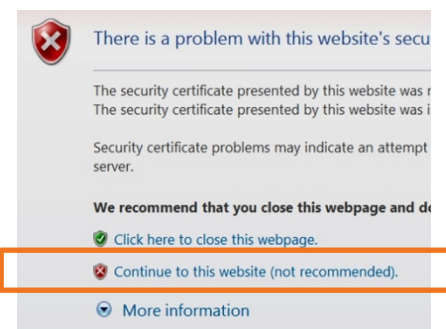 There is a problem with this website's secu
The security certificate presented by this website was
The security certificate presented by this website was i
Security certificate problems may indicate an attempt
server.
We recommend that you close this webpage and d
Click here to close this webpage.
Continue to this website (not recommended).
More information